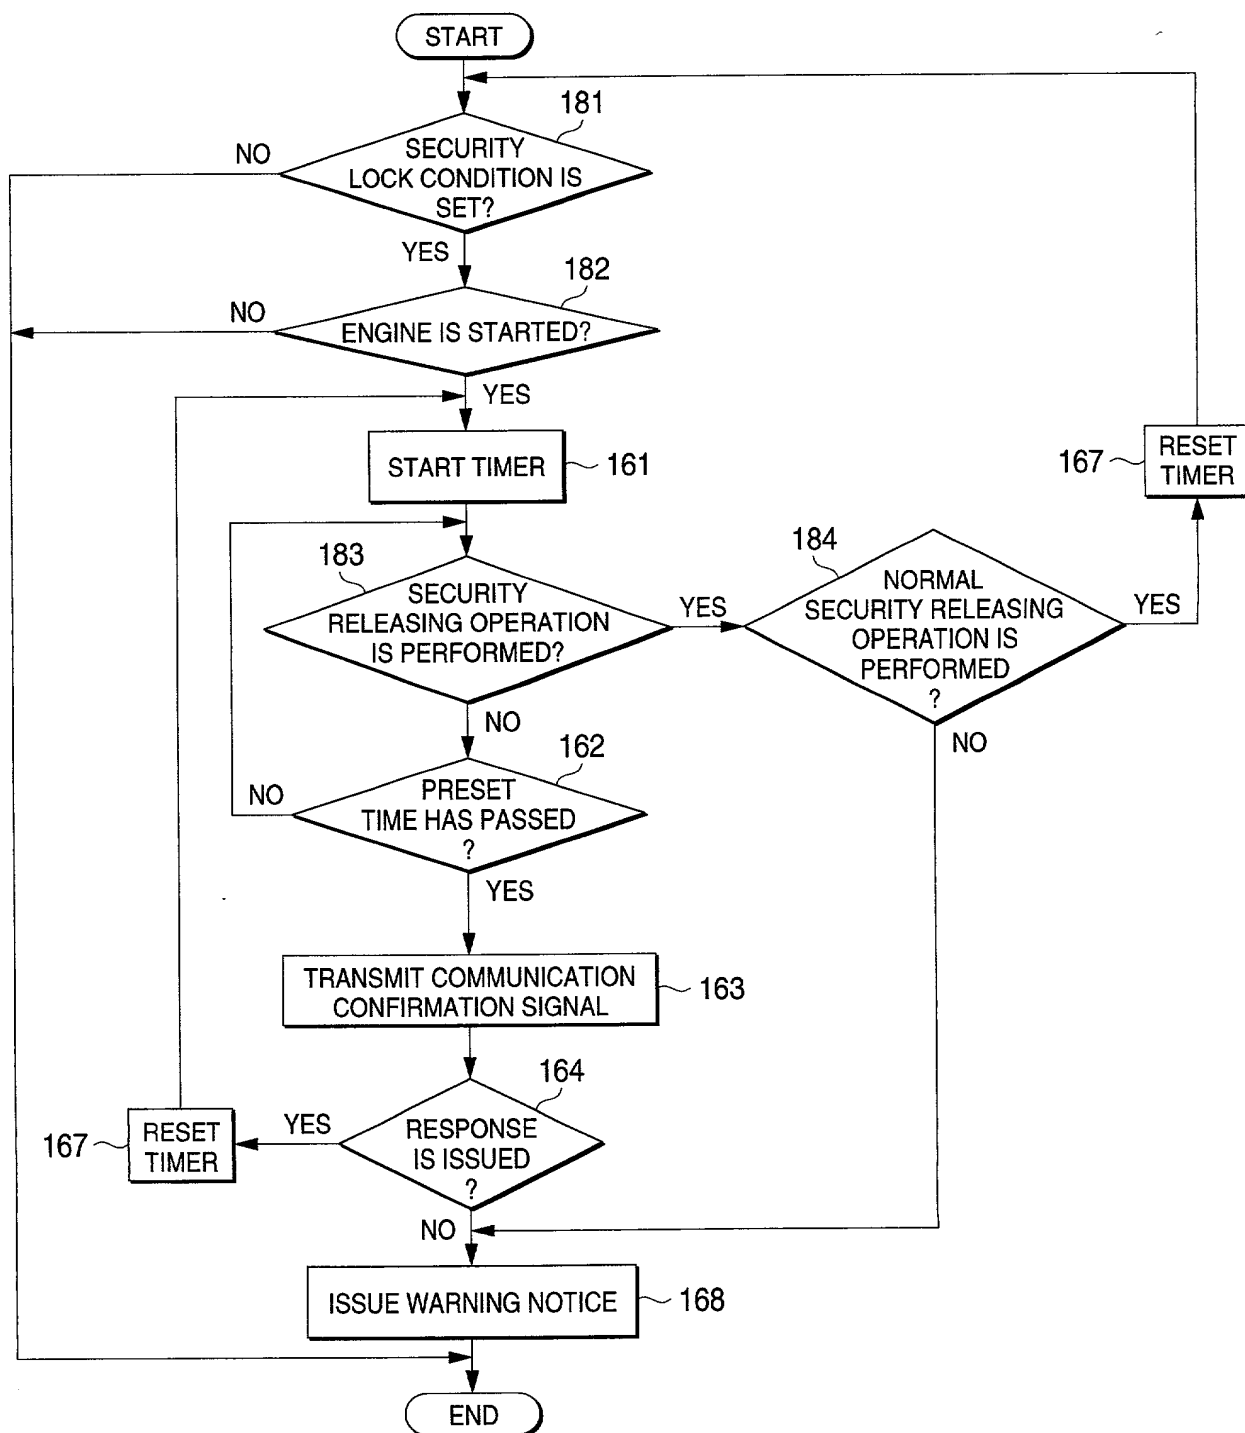 START
181
SECURITY
LOCK CONDITION IS
SET?
NO
YES
182
NO
ENGINE IS STARTED?
YES
START TIMER
161
167
RESET
TIMER
183
SECURITY
RELEASING OPERATION
IS PERFORMED?
YES
184
NORMAL
SECURITY RELEASING
OPERATION IS
PERFORMED
?
YES
NO
NO
162
PRESET
TIME HAS PASSED
?
NO
YES
TRANSMIT COMMUNICATION
CONFIRMATION SIGNAL
163
164
RESPONSE
IS ISSUED
?
YES
167
RESET
TIMER
NO
ISSUE WARNING NOTICE
168
END